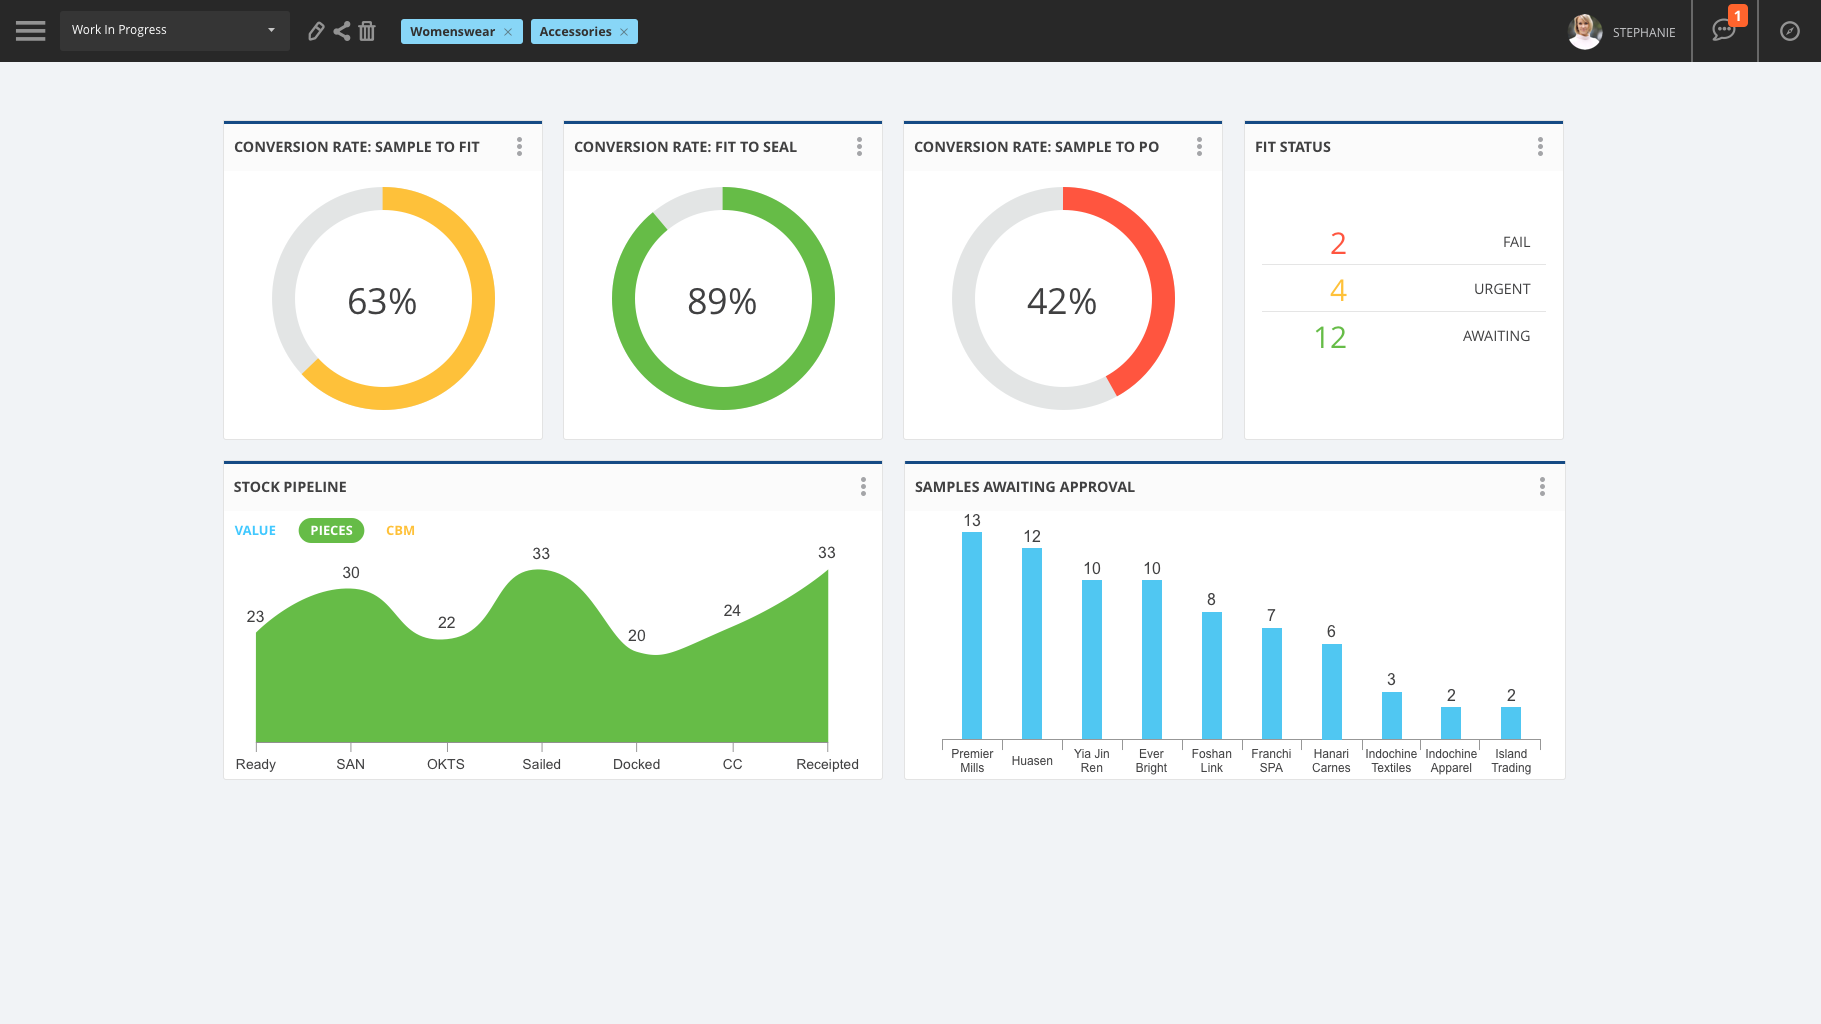 Work In Progress
Womenswear ×
Accessories ×
STEPHANIE
1
CONVERSION RATE: SAMPLE TO FIT
63%
CONVERSION RATE: FIT TO SEAL
89%
CONVERSION RATE: SAMPLE TO PO
42%
FIT STATUS
2 FAIL
4 URGENT
12 AWAITING
STOCK PIPELINE
VALUE PIECES CBM
23 30 22 33 20 24 33
Ready SAN OKTS Sailed Docked CC Receipted
SAMPLES AWAITING APPROVAL
13 12 10 10 8 7 6 3 2 2
Premier Mills
Huasen
Yia Jin Ren
Ever Bright
Foshan Link
Franchi SPA
Hanari Carnes
Indochine Textiles
Indochine Apparel
Island Trading